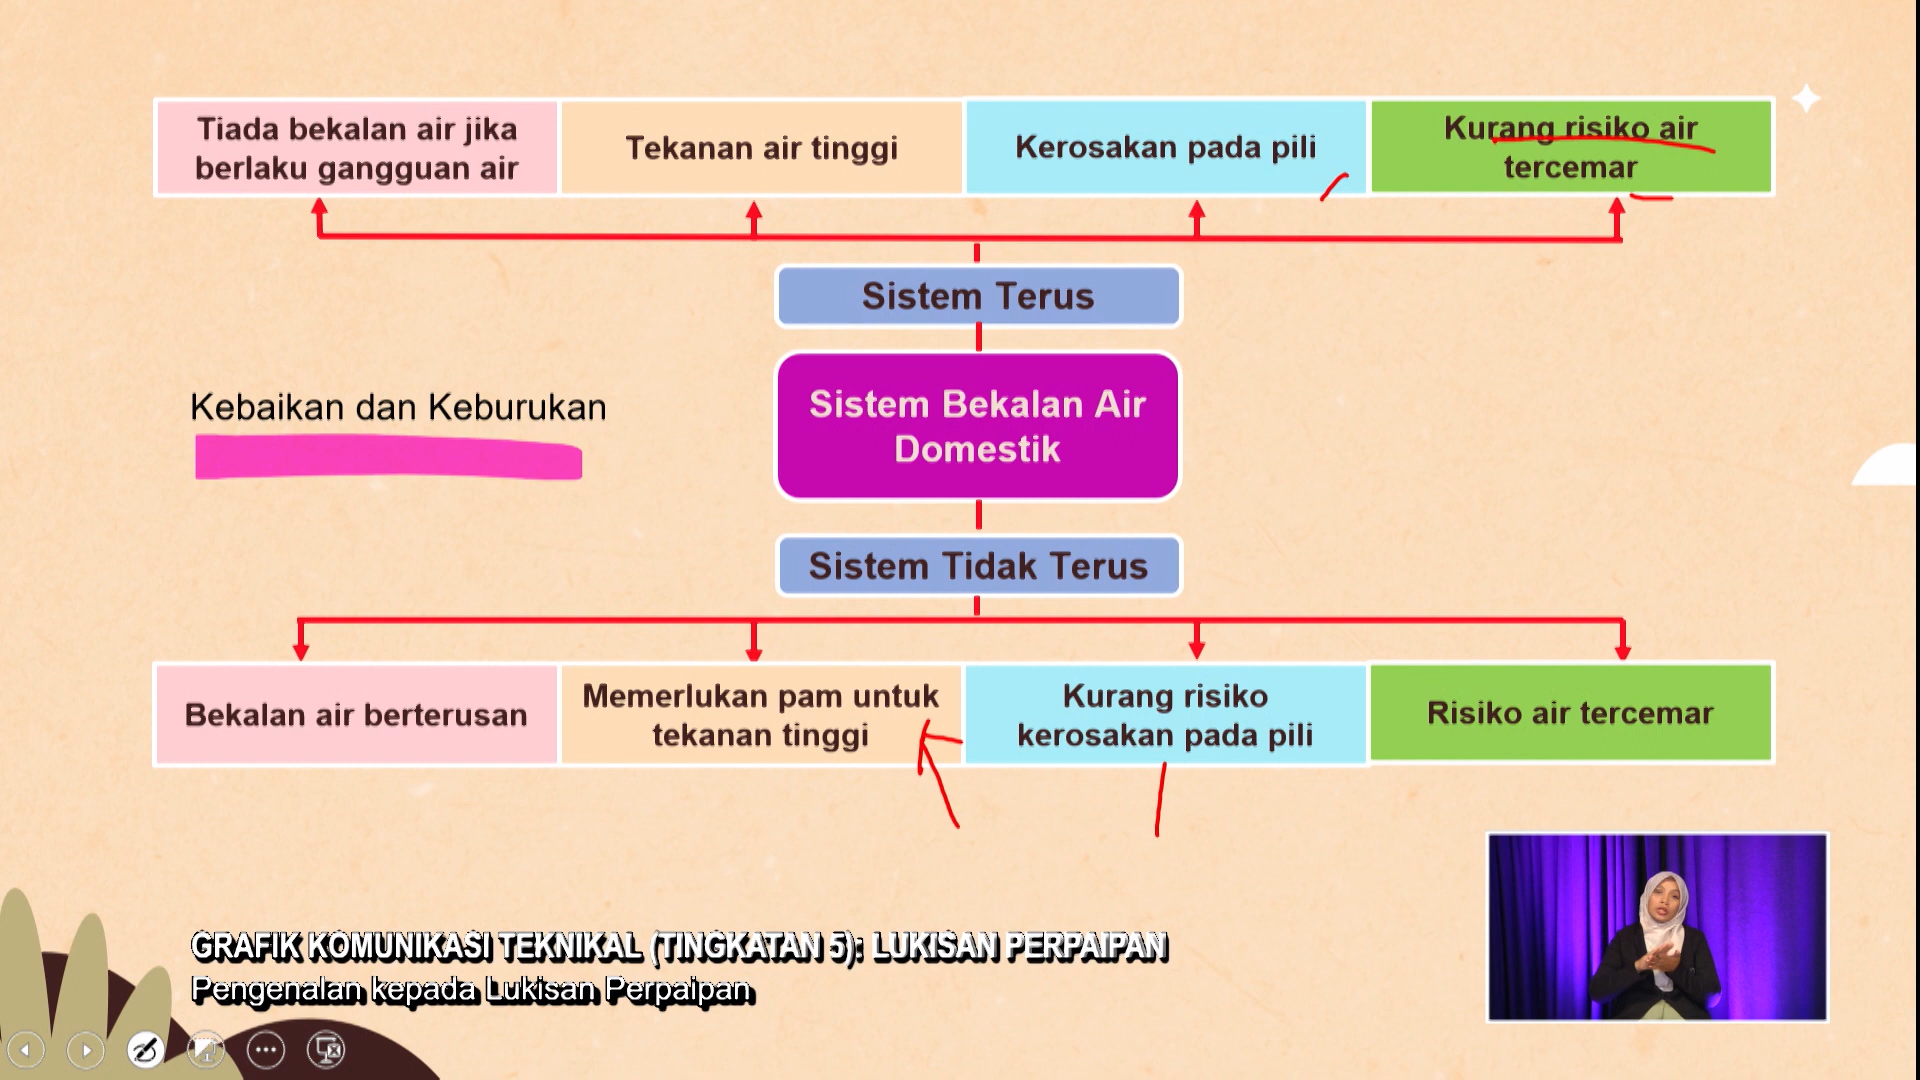 Tiada bekalan air jika
berlaku gangguan air
Tekanan air tinggi
Kerosakan pada pili
Kurang risiko air
tercemar
Sistem Terus
Kebaikan dan Keburukan
Sistem Bekalan Air
Domestik
Sistem Tidak Terus
Bekalan air berterusan
Memerlukan pam untuk
tekanan tinggi
Kurang risiko
kerosakan pada pili
Risiko air tercemar
GRAFIK KOMUNIKASI TEKNIKAL (TINGKATAN 5): LUKISAN PERPAIPAN
Pengenalan kepada Lukisan Perpaipan